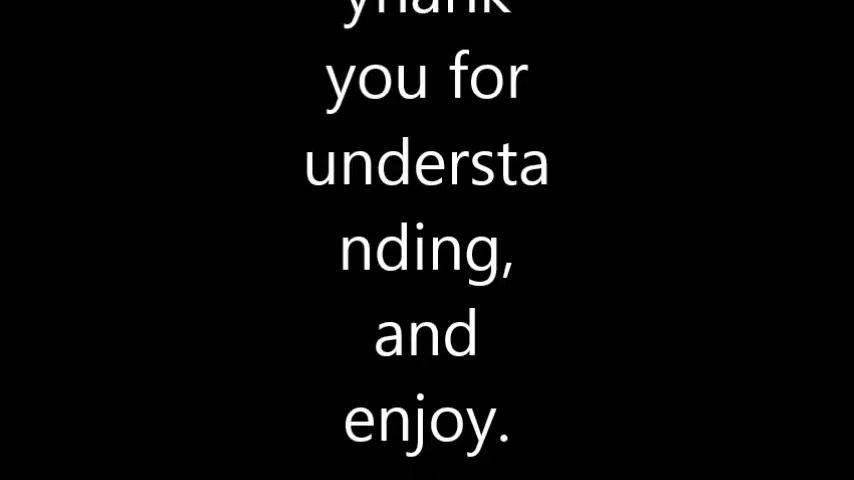 yhank
you for
understa
nding,
and
enjoy.